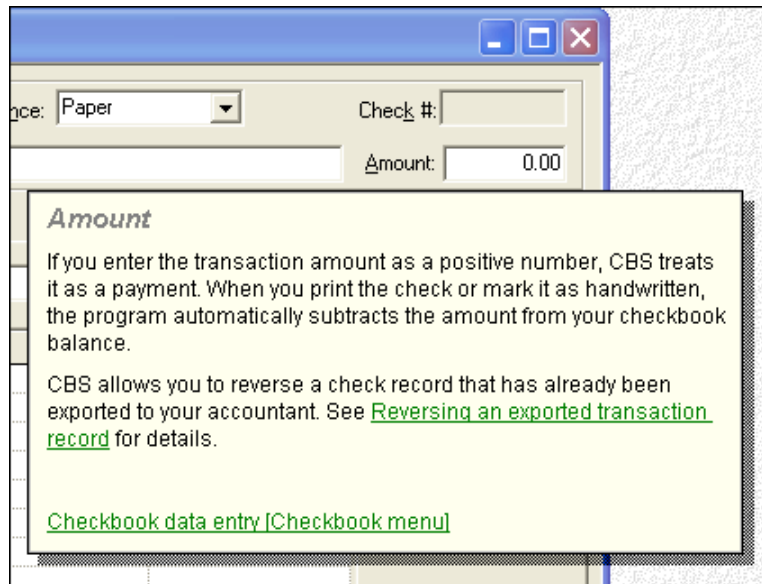 nce: Paper Check #:
Amount: 0.00
Amount
If you enter the transaction amount as a positive number, CBS treats
it as a payment. When you print the check or mark it as handwritten,
the program automatically subtracts the amount from your checkbook
balance.
CBS allows you to reverse a check record that has already been
exported to your accountant. See Reversing an exported transaction
record for details.
Checkbook data entry [Checkbook menu]